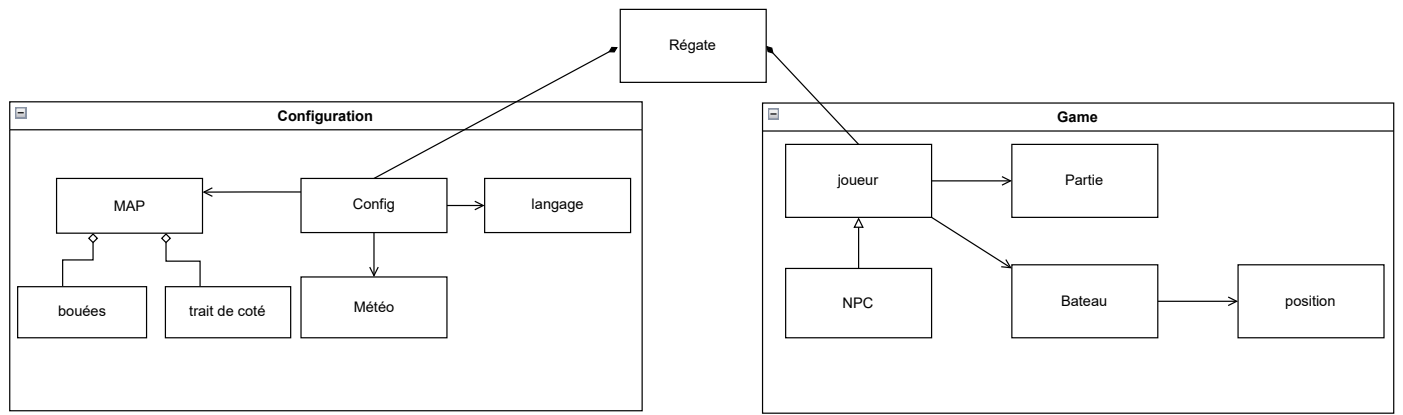 Régate
Configuration
Game
MAP
Config
langage
bouées
trait de coté
Météo
joueur
Partie
NPC
Bateau
position